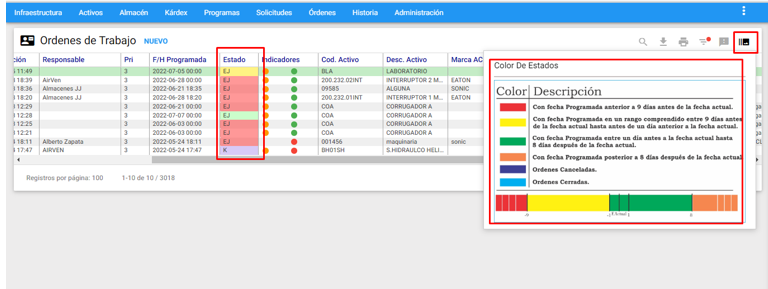 Infraestructura Activos Almacén Kárdex Programas Solicitudes Órdenes Historia Administración
Ordenes de Trabajo NUEVO
ción Responsable Pri F/H Programada Estado Indicadores Cod. Activo Desc. Activo Marca AC
11:49 3 2022-07-05 00:00 EJ BLA LABORATORIO
18:39 AirVen 3 2022-06-28 00:00 EJ 200.232.02INT INTERRUPTOR 2 M... EATON
18:36 Almacenes JJ 3 2022-06-21 18:35 EJ 09585 ALGUNA SONIC
18:20 Almacenes JJ 3 2022-06-28 18:20 EJ 200.232.01INT INTERRUPTOR 1 M... EATON
12:29 3 2022-06-21 00:00 EJ COA CORRUGADOR A
12:28 3 2022-07-07 00:00 EJ COA CORRUGADOR A
12:26 3 2022-06-03 00:00 EJ COA CORRUGADOR A
12:21 3 2022-06-03 00:00 EJ COA CORRUGADOR A
18:11 Alberto Zapata 3 2022-05-24 18:11 EJ 001456 maquinaria sonic
17:47 AIRVEN 3 2022-05-24 17:47 K BH01SH S.HIDRAULCO HELI...
Registros por página: 100 1-10 de 10 / 3018
Color De Estados
Color Descripción
Con fecha Programada anterior a 9 días antes de la fecha actual.
Con fecha Programada en un rango comprendido entre 9 días antes
de la fecha actual hasta antes de un día anterior a la fecha actual.
Con fecha Programada entre un día antes a la fecha actual hasta
8 días después de la fecha actual.
Con fecha Programada posterior a 8 días después de la fecha actual
Ordenes Canceladas.
Ordenes Cerradas.